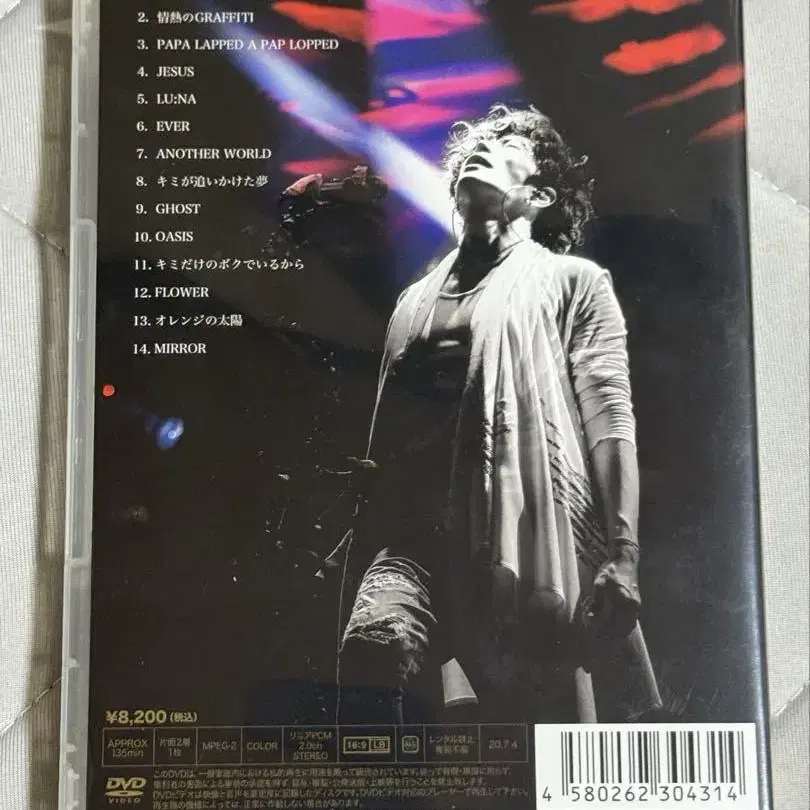 2. 情熱のGRAFFITI
3. PAPA LAPPED A PAP LOPPED
4. JESUS
5. LU:NA
6. EVER
7. ANOTHER WORLD
8. キミが追いかけた夢
9. GHOST
10. OASIS
11. キミだけのボクでいるから
12. FLOWER
13. オレンジの太陽
14. MIRROR
¥8,200(税込)
APPROX 135min
片面2層 1枚
MPEG-2
COLOR
リニアPCM 2.0ch STEREO
16:9 LB
ALL
レンタル禁止 複製不能
20.7.4
DVD VIDEO
4 580262 304314